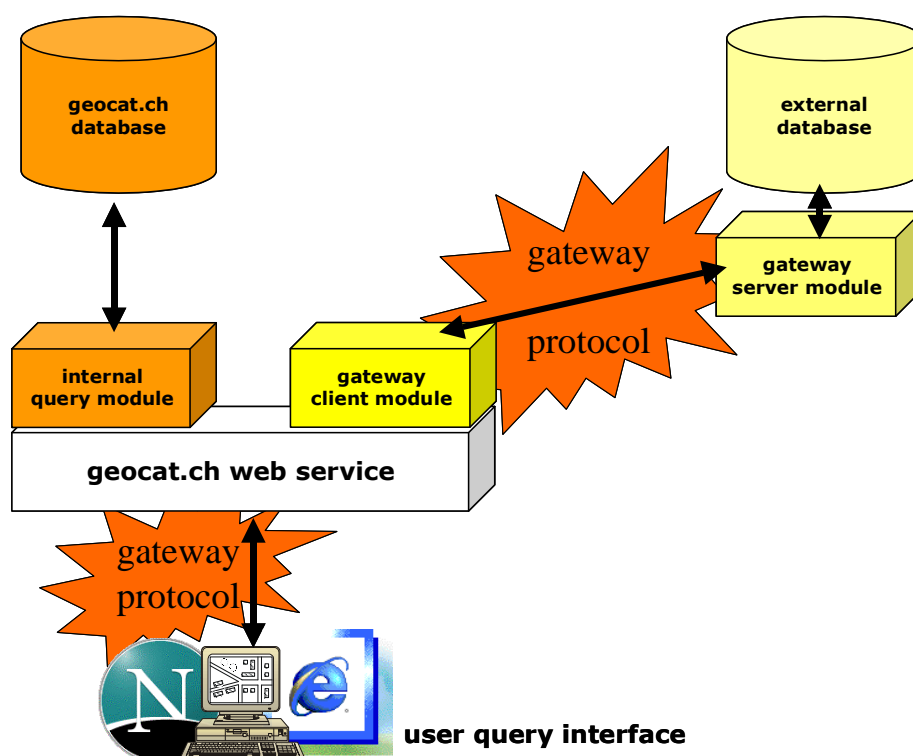 geocat.ch
database
external
database
gateway
protocol
gateway
server module
internal
query module
gateway
client module
geocat.ch web service
gateway
protocol
N
e
user query interface